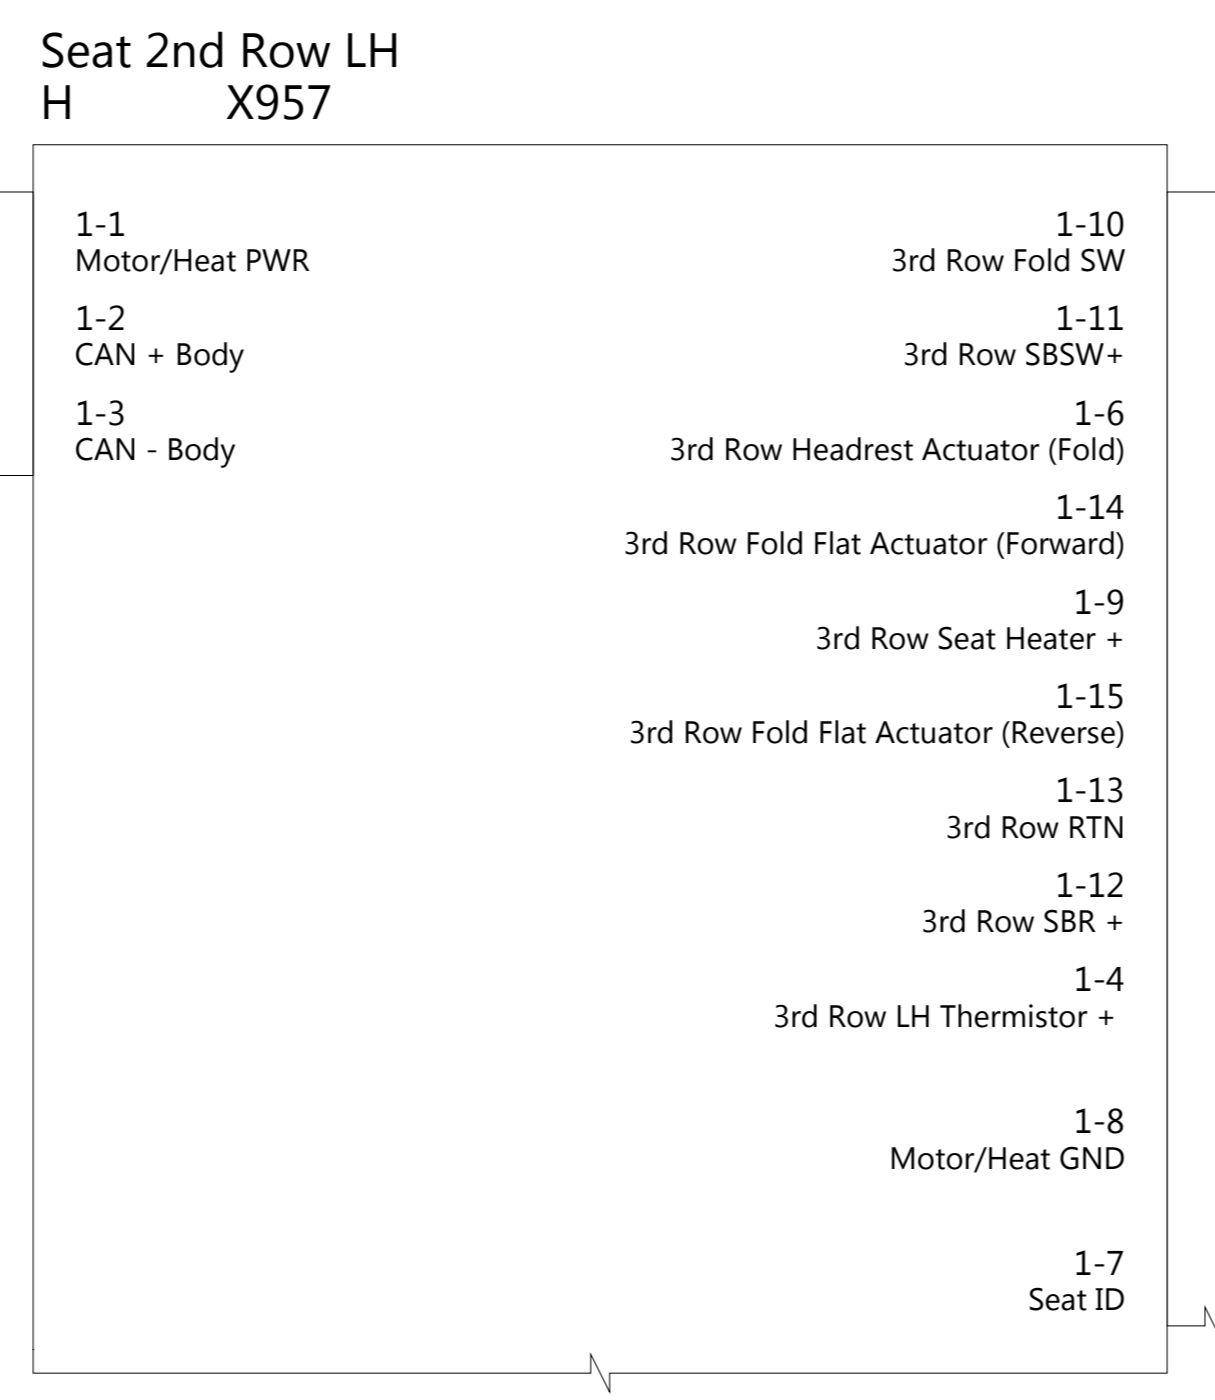 Seat 2nd Row LH
H X957
1-1
Motor/Heat PWR
1-2
CAN + Body
1-3
CAN - Body
1-10
3rd Row Fold SW
1-11
3rd Row SBSW+
1-6
3rd Row Headrest Actuator (Fold)
1-14
3rd Row Fold Flat Actuator (Forward)
1-9
3rd Row Seat Heater +
1-15
3rd Row Fold Flat Actuator (Reverse)
1-13
3rd Row RTN
1-12
3rd Row SBR +
1-4
3rd Row LH Thermistor +
1-8
Motor/Heat GND
1-7
Seat ID